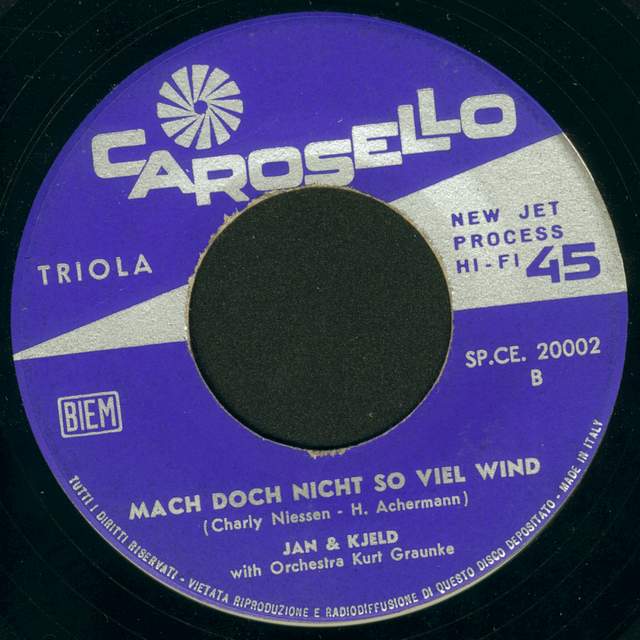 CAROSELLO
TRIOLA
NEW JET
PROCESS
HI-FI 45
SP.CE. 20002
B
BIEM
MACH DOCH NICHT SO VIEL WIND
(Charly Niessen - H. Achermann)
JAN & KJELD
with Orchestra Kurt Graunke
TUTTI I DIRITTI RISERVATI - VIETATA RIPRODUZIONE E RADIODIFFUSIONE DI QUESTO DISCO DEPOSITATO - MADE IN ITALY